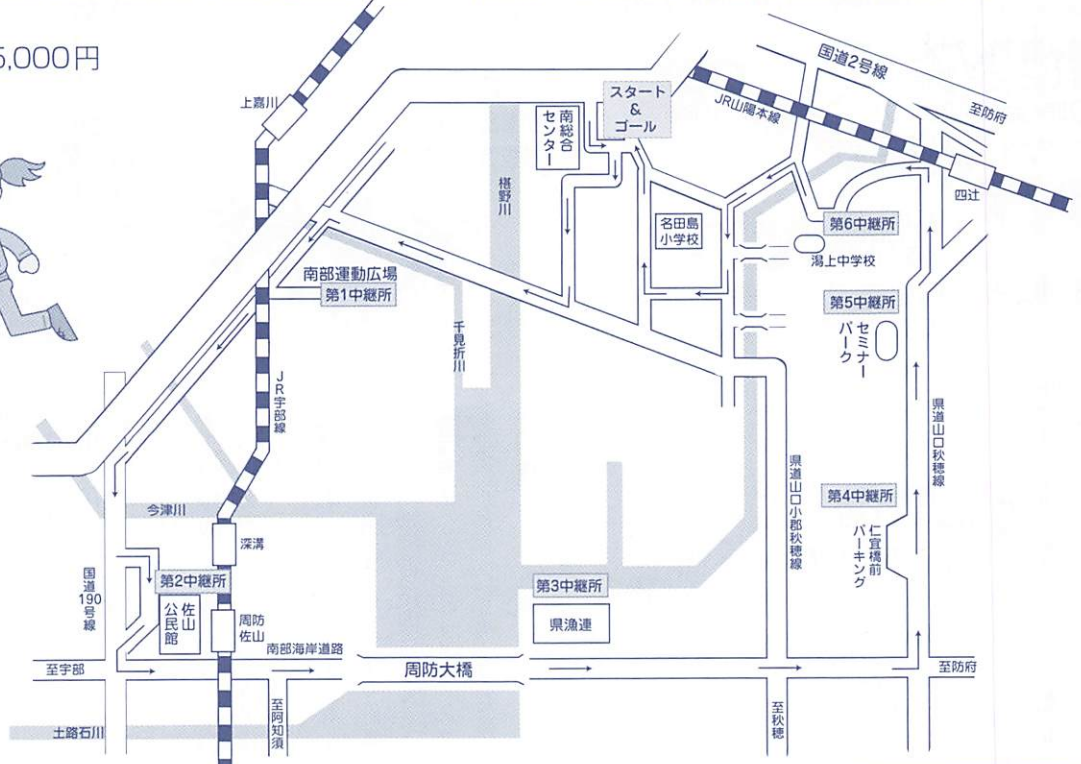 5,000円
上嘉川
スタート
&
ゴール
南総合
センター
国道2号線
JR山陽本線
至防府
四辻
椹野川
名田島
小学校
第6中継所
潟上中学校
南部運動広場
第1中継所
第5中継所
セミナー
パーク
千見折川
JR宇部線
県道山口秋穂線
県道山口小郡秋穂線
第4中継所
仁宜橋前
パーキング
今津川
深溝
国道
190号線
第2中継所
佐山
公民館
周防
佐山
第3中継所
県漁連
至宇部
南部海岸道路
周防大橋
至防府
至阿知須
至秋穂
土路石川